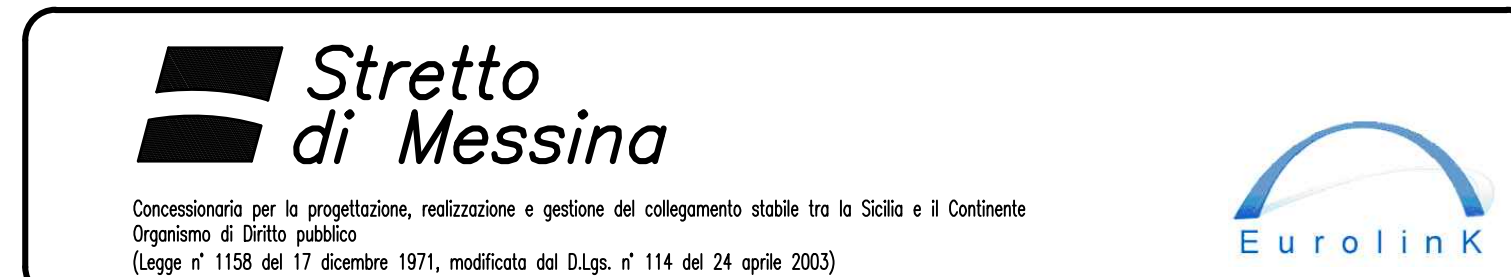 Stretto
di Messina
Concessionaria per la progettazione, realizzazione e gestione del collegamento stabile tra la Sicilia e il Continente
Organismo di Diritto pubblico
(Legge n° 1158 del 17 dicembre 1971, modificata dal D.Lgs. n° 114 del 24 aprile 2003)
EurolinK